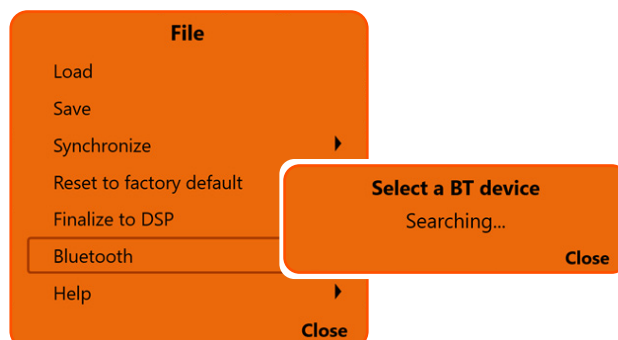 File
Load
Save
Synchronize
Reset to factory default
Finalize to DSP
Bluetooth
Help
Close
Select a BT device
Searching...
Close